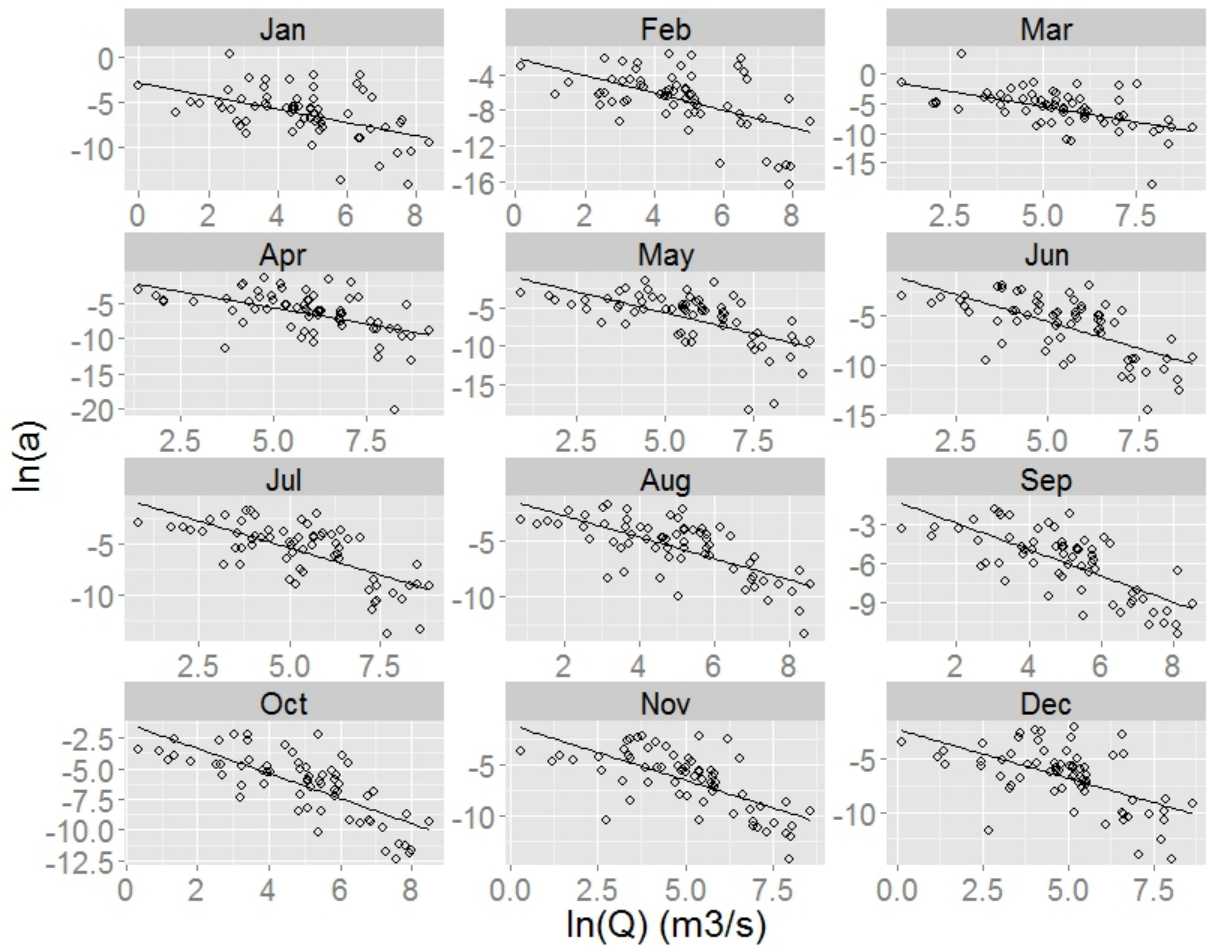 Jan Feb Mar
0
-5
-10
-4
-8
-12
-16
0
-5
-10
-15
0 2 4 6 8
0 2 4 6 8
2.5 5.0 7.5
Apr May Jun
-5
-10
-15
-20
-5
-10
-15
-5
-10
-15
2.5 5.0 7.5
2.5 5.0 7.5
2.5 5.0 7.5
ln(a)
Jul Aug Sep
-5
-10
-5
-10
-3
-6
-9
2.5 5.0 7.5
2 4 6 8
2 4 6 8
Oct Nov Dec
-2.5
-5.0
-7.5
-10.0
-12.5
-5
-10
-5
-10
0 2 4 6 8
0.0 2.5 5.0 7.5
0.0 2.5 5.0 7.5
ln(Q) (m3/s)